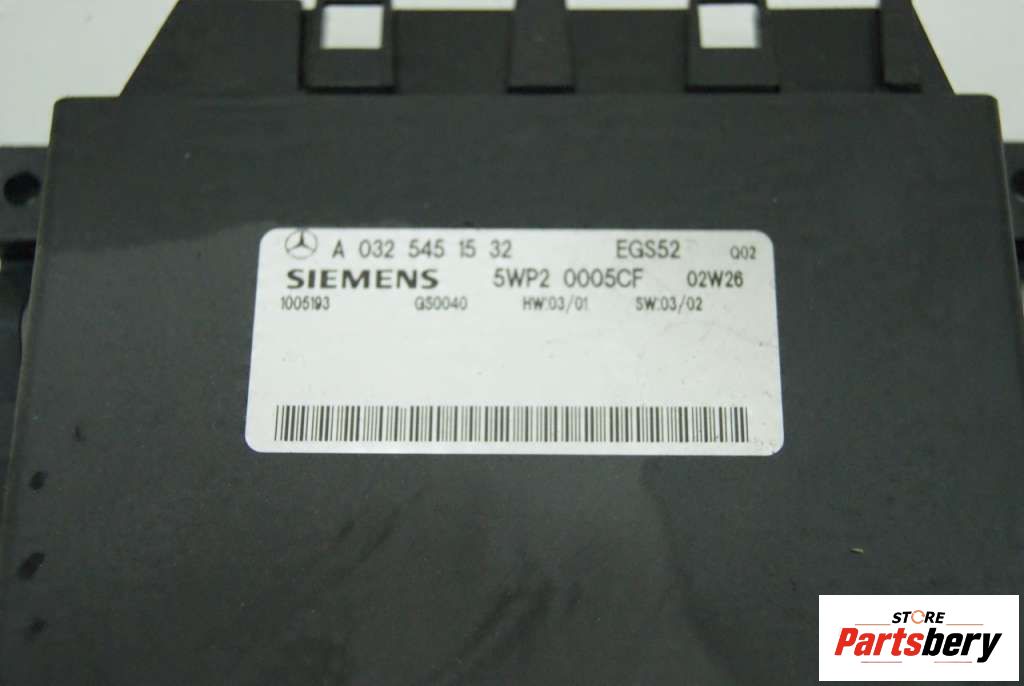 A 032 545 15 32 EGS52 Q02
SIEMENS 5WP2 0005CF 02W26
1005193 GS0040 HW:03/01 SW:03/02
STORE
Partsbery